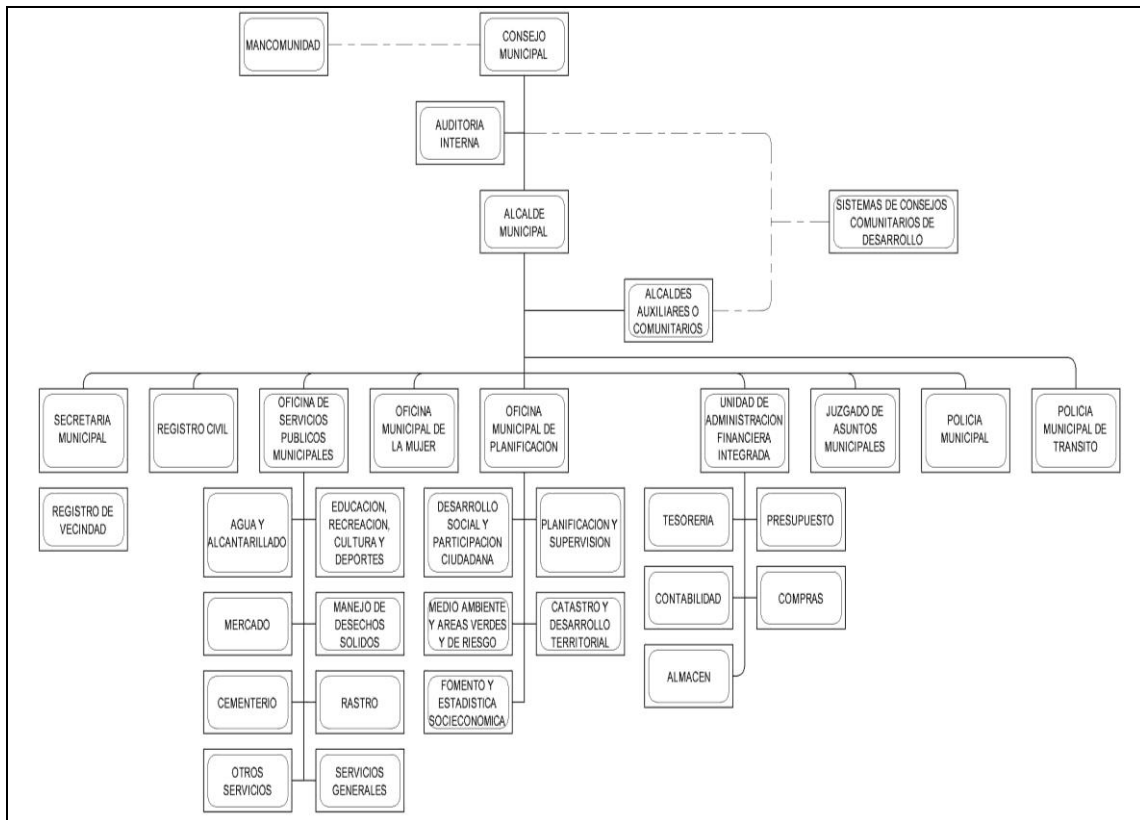 MANCOMUNIDAD
CONSEJO
MUNICIPAL
AUDITORIA
INTERNA
ALCALDE
MUNICIPAL
SISTEMAS DE CONSEJOS
COMUNITARIOS DE
DESARROLLO
ALCALDES
AUXILIARES O
COMUNITARIOS
SECRETARIA
MUNICIPAL
REGISTRO CIVIL
OFICINA DE
SERVICIOS
PUBLICOS
MUNICIPALES
OFICINA
MUNICIPAL DE
LA MUJER
OFICINA
MUNICIPAL DE
PLANIFICACION
UNIDAD DE
ADMINISTRACION
FINANCIERA
INTEGRADA
JUZGADO DE
ASUNTOS
MUNICIPALES
POLICIA
MUNICIPAL
POLICIA
MUNICIPAL DE
TRANSITO
REGISTRO DE
VECINDAD
AGUA Y
ALCANTARILLADO
EDUCACION,
RECREACION,
CULTURA Y
DEPORTES
DESARROLLO
SOCIAL Y
PARTICIPACION
CIUDADANA
PLANIFICACION Y
SUPERVISION
TESORERIA
PRESUPUESTO
MERCADO
MANEJO DE
DESECHOS
SOLIDOS
MEDIO AMBIENTE
Y AREAS VERDES
Y DE RIESGO
CATASTRO Y
DESARROLLO
TERRITORIAL
CONTABILIDAD
COMPRAS
CEMENTERIO
RASTRO
FOMENTO Y
ESTADISTICA
SOCIECONOMICA
ALMACEN
OTROS
SERVICIOS
SERVICIOS
GENERALES